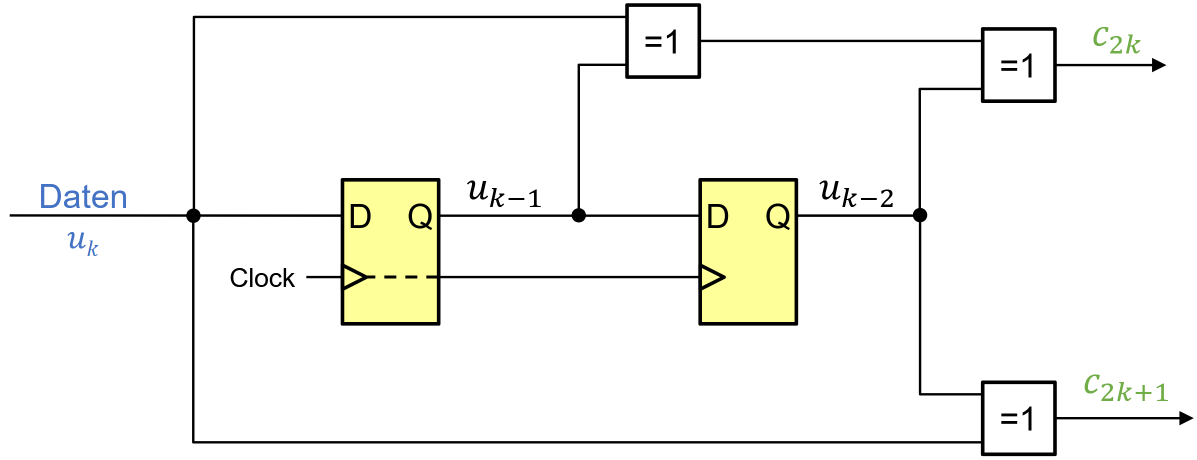 =1
c_{2k}
=1
Daten
u_k
D Q
u_{k−1}
D Q
u_{k−2}
Clock
c_{2k+1}
=1